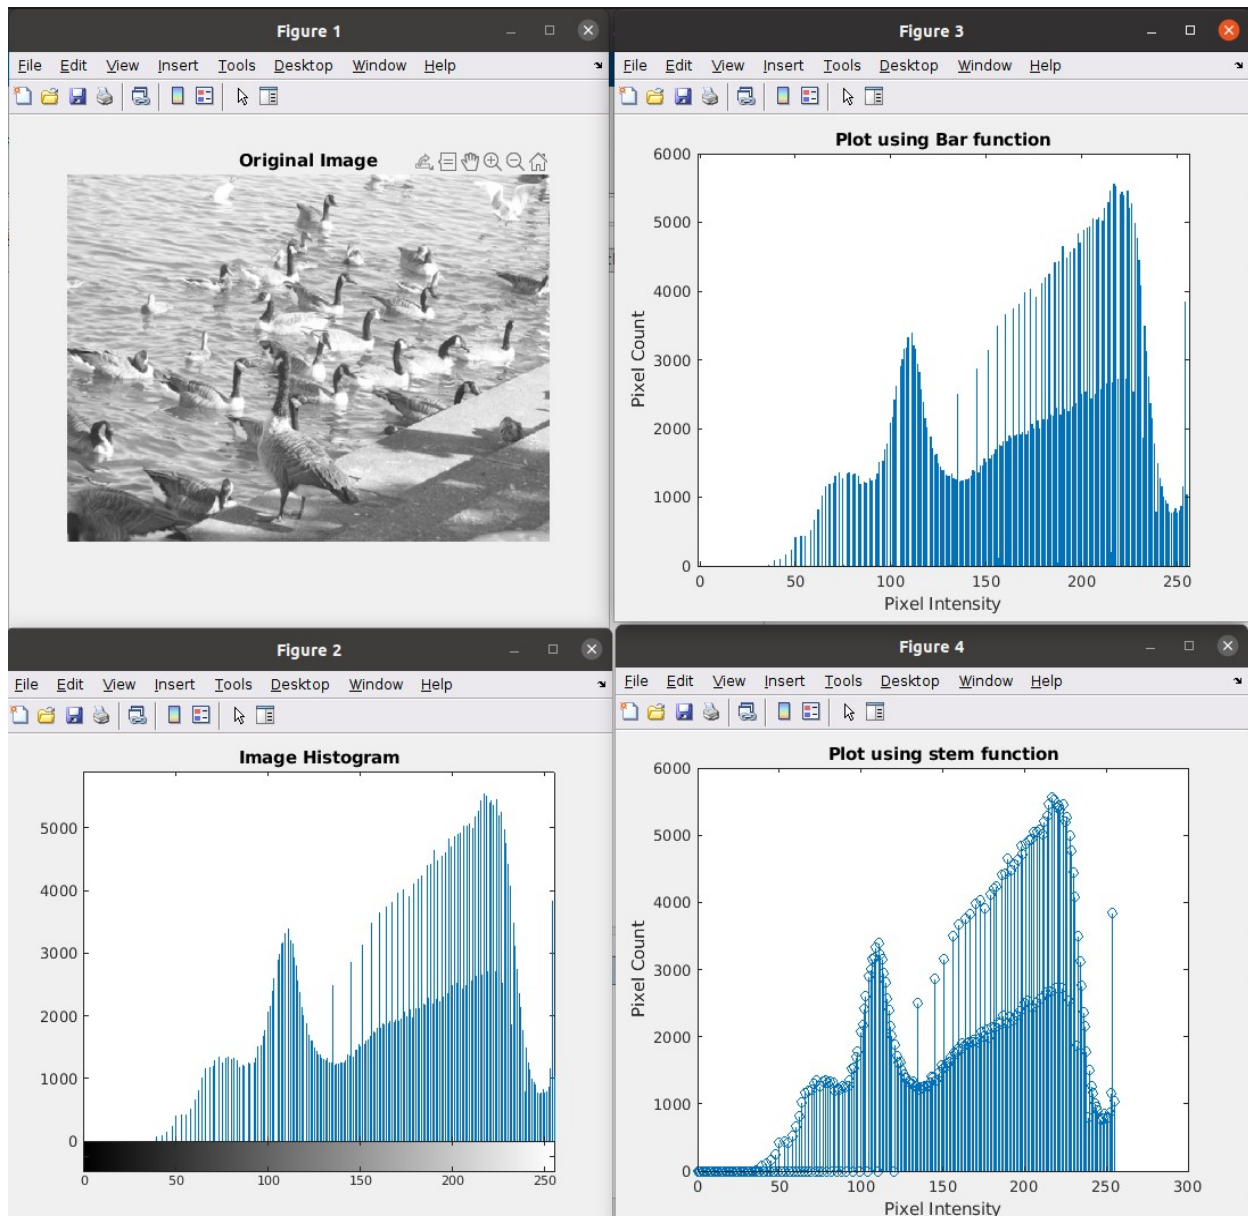 Figure 1
File Edit View Insert Tools Desktop Window Help
Original Image
Figure 3
File Edit View Insert Tools Desktop Window Help
Plot using Bar function
6000
5000
4000
3000
2000
1000
0
Pixel Count
0 50 100 150 200 250
Pixel Intensity
Figure 2
File Edit View Insert Tools Desktop Window Help
Image Histogram
5000
4000
3000
2000
1000
0
0 50 100 150 200 250
Figure 4
File Edit View Insert Tools Desktop Window Help
Plot using stem function
6000
5000
4000
3000
2000
1000
0
Pixel Count
0 50 100 150 200 250 300
Pixel Intensity